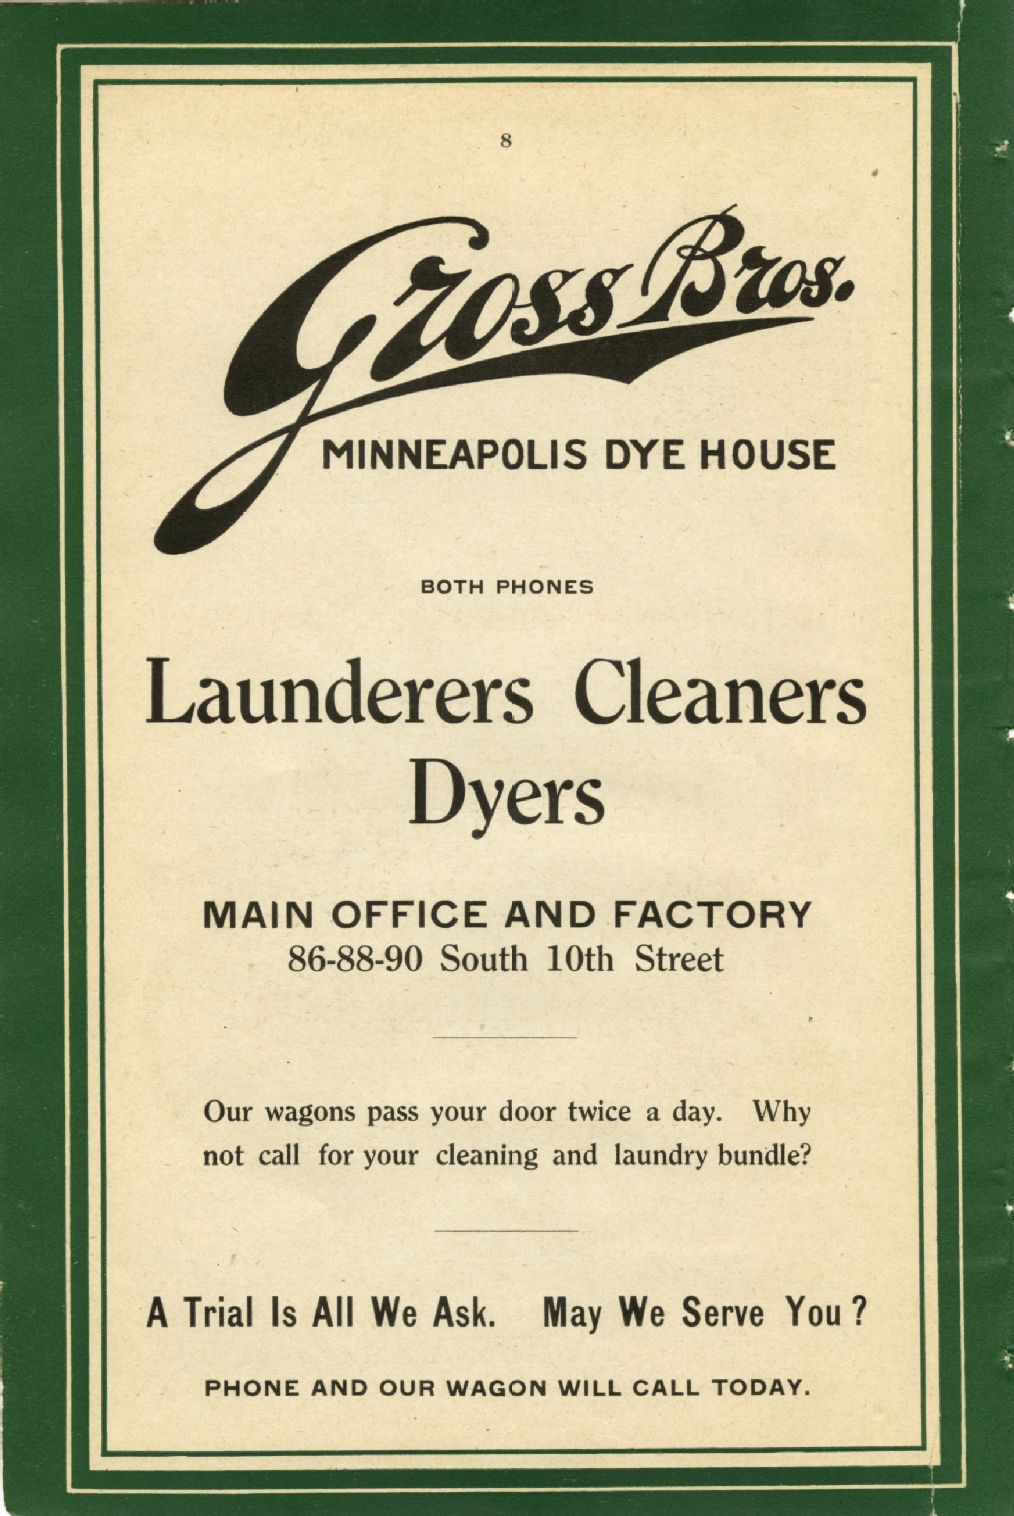 8
Gross Bros.
MINNEAPOLIS DYE HOUSE
BOTH PHONES
Launderers Cleaners
Dyers
MAIN OFFICE AND FACTORY
86-88-90 South 10th Street
Our wagons pass your door twice a day. Why
not call for your cleaning and laundry bundle?
A Trial Is All We Ask. May We Serve You?
PHONE AND OUR WAGON WILL CALL TODAY.